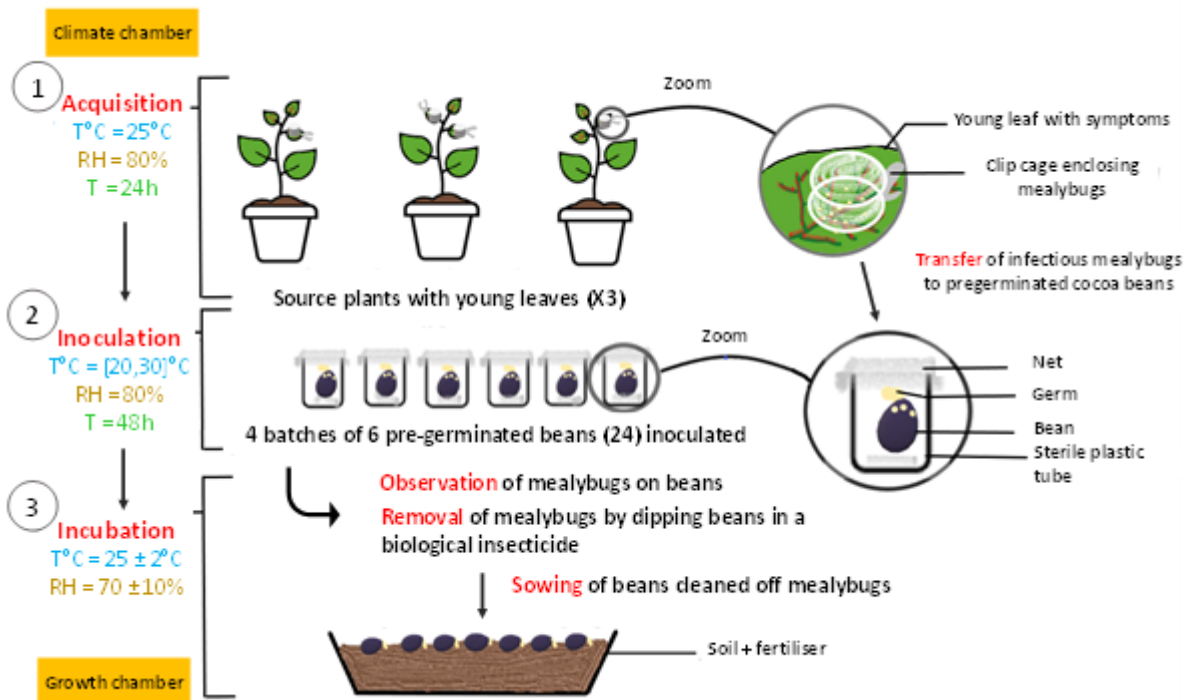 Climate chamber
1
Acquisition
T°C = 25°C
RH = 80%
T = 24h
Zoom
Young leaf with symptoms
Clip cage enclosing
mealybugs
Source plants with young leaves (X3)
Transfer of infectious mealybugs
to pregerminated cocoa beans
2
Inoculation
T°C = [20,30]°C
RH = 80%
T = 48h
Zoom
Net
Germ
Bean
Sterile plastic
tube
4 batches of 6 pre-germinated beans (24) inoculated
3
Incubation
T°C = 25 ± 2°C
RH = 70 ±10%
Observation of mealybugs on beans
Removal of mealybugs by dipping beans in a
biological insecticide
Sowing of beans cleaned off mealybugs
Soil + fertiliser
Growth chamber